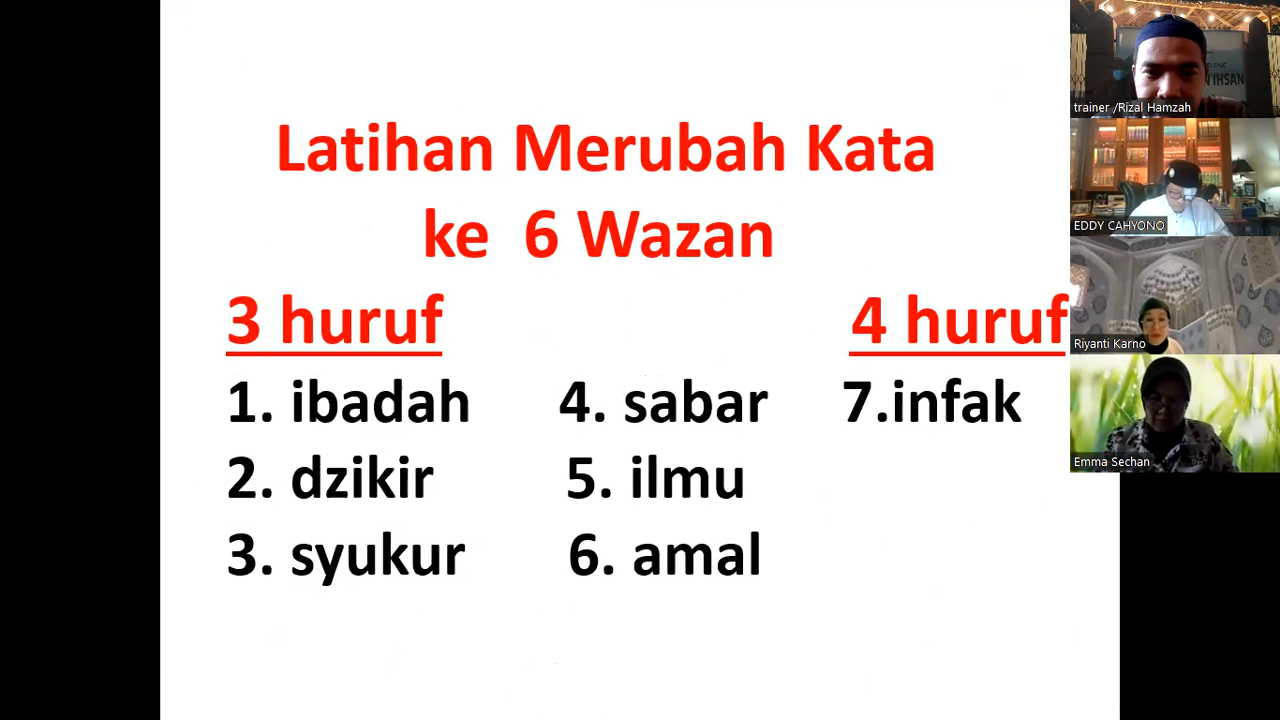 Latihan Merubah Kata
ke 6 Wazan
3 huruf 4 huruf
1. ibadah 4. sabar 7.infak
2. dzikir 5. ilmu
3. syukur 6. amal
IHSAN
trainer /Rizal Hamzah
EDDY CAHYONO
Riyanti Karno
Emma Sechan